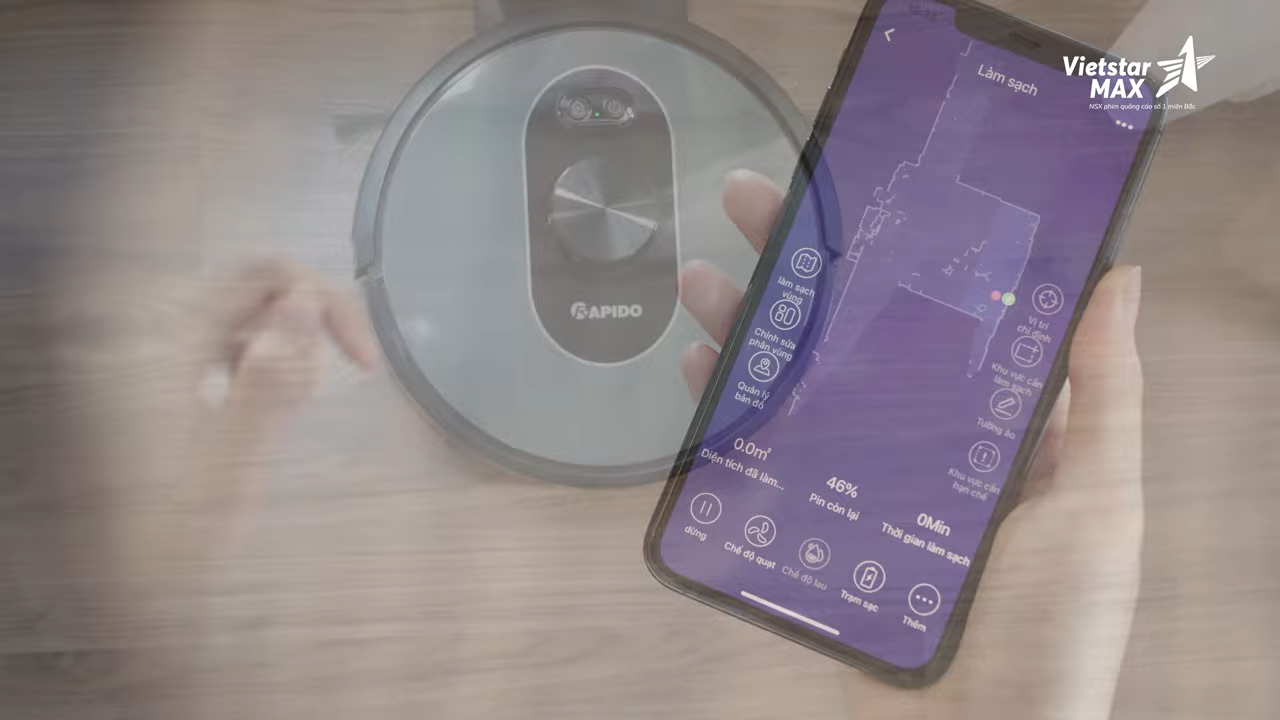 Vietstar
MAX
NSX phim quảng cáo số 1 miền Bắc
Làm sạch
RAPIDO
làm sạch
vùng
Chỉnh sửa
phân vùng
Quản lý
bản đồ
Vị trí
chỉ định
Khu vực cần
làm sạch
Tường ảo
Khu vực cần
hạn chế
0.0m²
Diện tích đã làm...
46%
Pin còn lại
0Min
Thời gian làm sạch
dừng
Chế độ quạt
Chế độ lau
Trạm sạc
Thêm